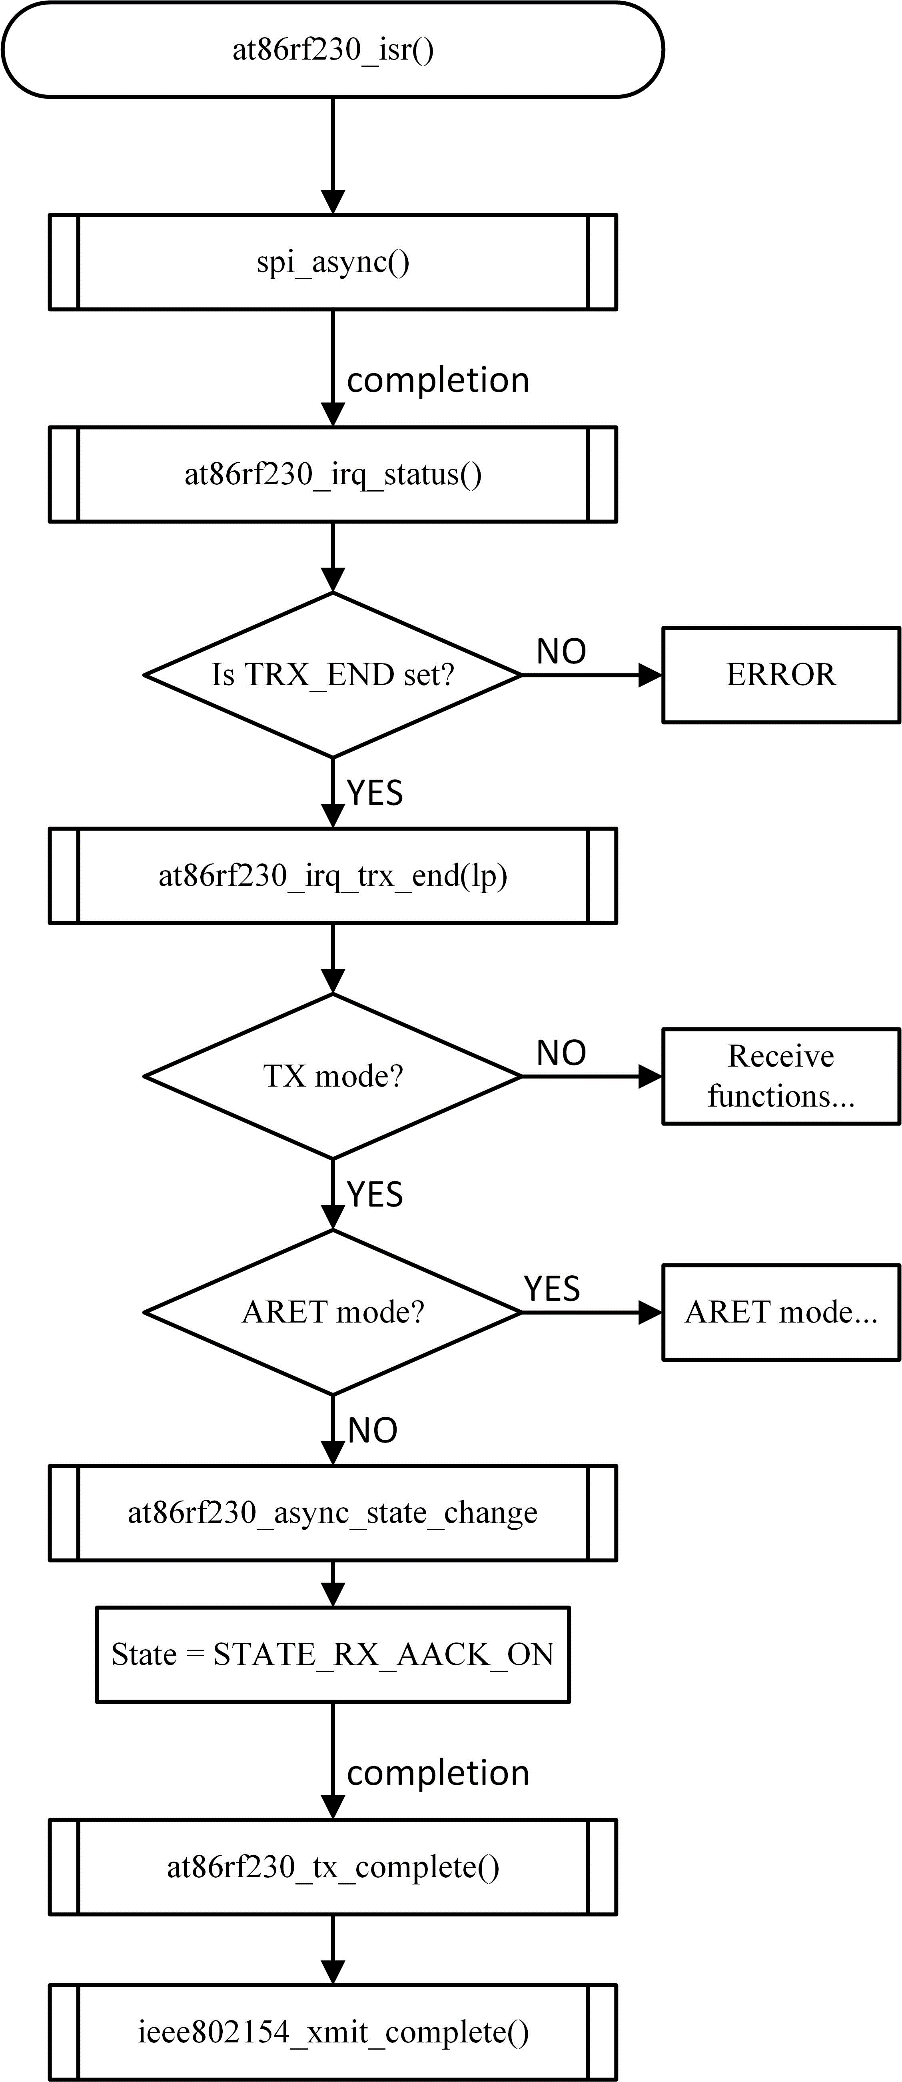 at86rf230_isr()
spi_async()
completion
at86rf230_irq_status()
Is TRX_END set?
NO
ERROR
YES
at86rf230_irq_trx_end(lp)
TX mode?
NO
Receive
functions...
YES
ARET mode?
YES
ARET mode...
NO
at86rf230_async_state_change
State = STATE_RX_AACK_ON
completion
at86rf230_tx_complete()
ieee802154_xmit_complete()